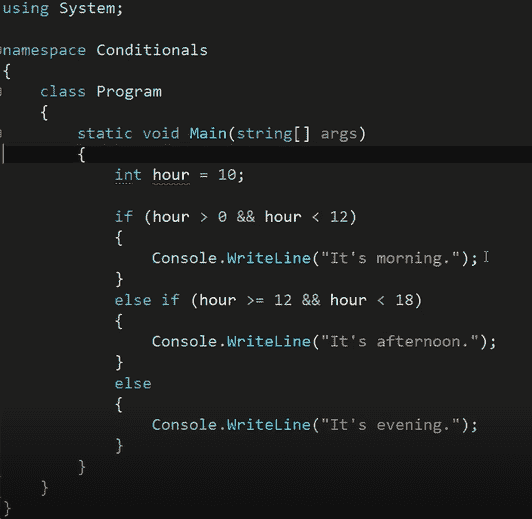 using System;
namespace Conditionals
{
class Program
{
static void Main(string[] args)
{
int hour = 10;
if (hour > 0 && hour < 12)
{
Console.WriteLine("It's morning.");
}
else if (hour >= 12 && hour < 18)
{
Console.WriteLine("It's afternoon.");
}
else
{
Console.WriteLine("It's evening.");
}
}
}
}